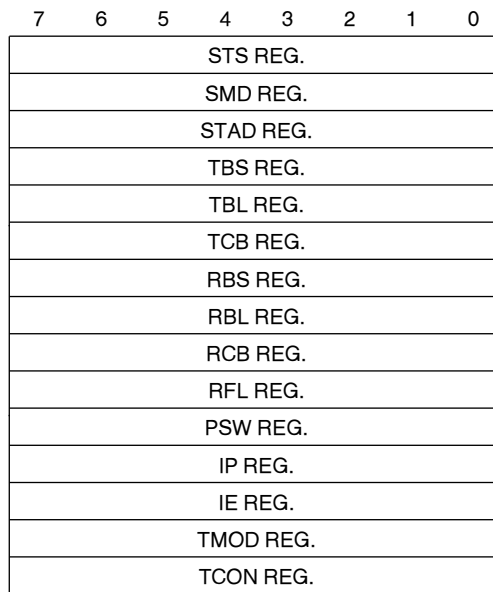 7 6 5 4 3 2 1 0
STS REG.
SMD REG.
STAD REG.
TBS REG.
TBL REG.
TCB REG.
RBS REG.
RBL REG.
RCB REG.
RFL REG.
PSW REG.
IP REG.
IE REG.
TMOD REG.
TCON REG.